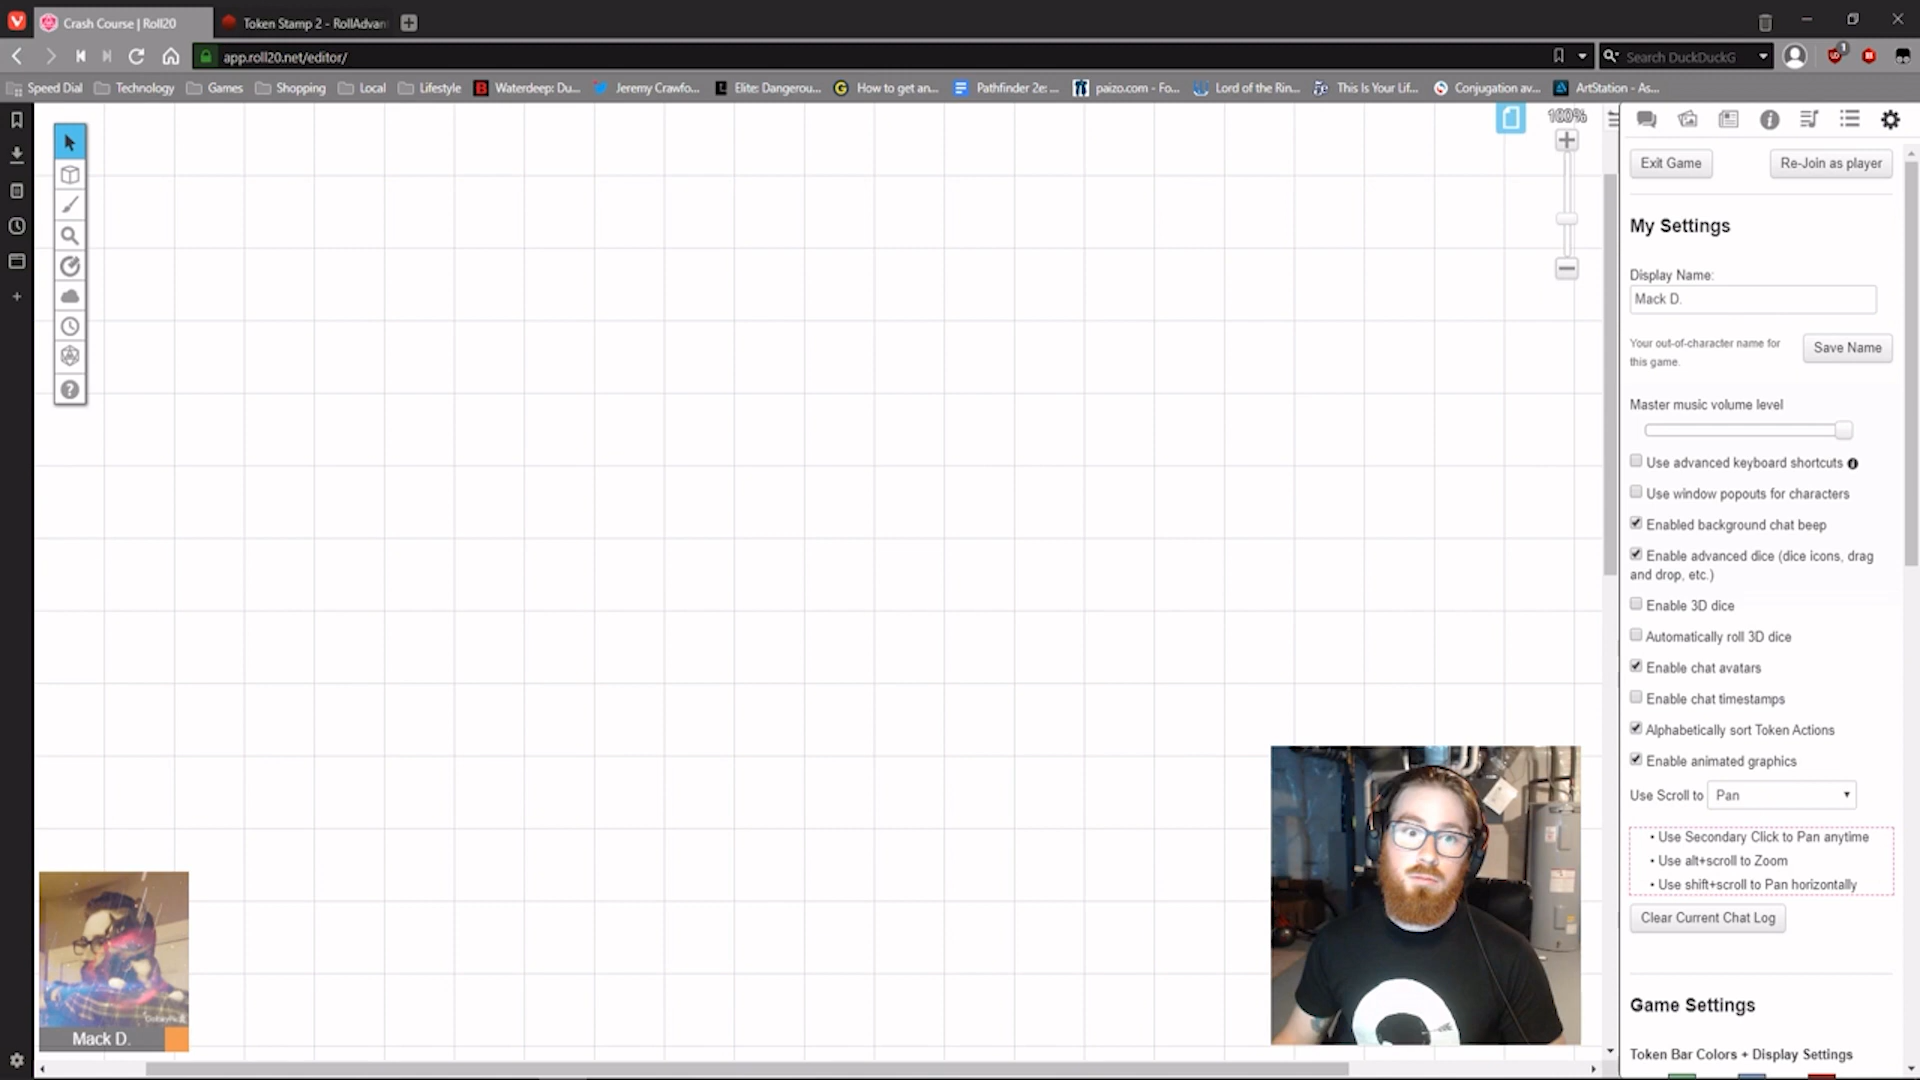 Crash Course | Roll20
Token Stamp 2 - RollAdvan
app.roll20.net/editor/
Search DuckDuckG
1
Speed Dial
Technology
Games
Shopping
Local
Lifestyle
Waterdeep: Du...
Jeremy Crawfo...
Elite: Dangerou...
How to get an...
Pathfinder 2e: ...
paizo.com - Fo...
Lord of the Rin...
This Is Your Lif...
Conjugation av...
ArtStation - As...
100%
Exit Game
Re-Join as player
My Settings
Display Name:
Mack D.
Your out-of-character name for
this game.
Save Name
Master music volume level
Use advanced keyboard shortcuts
Use window popouts for characters
Enabled background chat beep
Enable advanced dice (dice icons, drag
and drop, etc.)
Enable 3D dice
Automatically roll 3D dice
Enable chat avatars
Enable chat timestamps
Alphabetically sort Token Actions
Enable animated graphics
Use Scroll to Pan
• Use Secondary Click to Pan anytime
• Use alt+scroll to Zoom
• Use shift+scroll to Pan horizontally
Clear Current Chat Log
Game Settings
Token Bar Colors + Display Settings
Mack D.